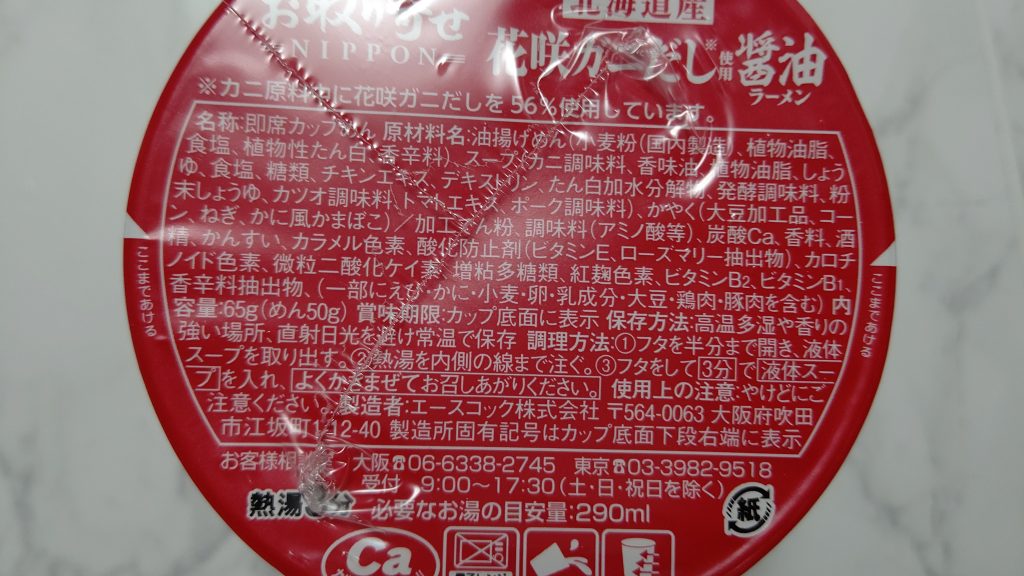 お取り寄せ
NIPPON
北海道産
花咲ガニだし※使用
醤油
ラーメン
※カニ原料中に花咲ガニだしを56%使用しています。
名称:即席カップめん 原材料名:油揚げめん(小麦粉(国内製造)、植物油脂、
食塩、植物性たん白、香辛料)、スープ(カニ調味料、香味油、植物油脂、しょう
ゆ、食塩、糖類、チキンエキス、デキストリン、たん白加水分解物、発酵調味料、粉
末しょうゆ、カツオ調味料、トマトエキス、ポーク調味料)、かやく(大豆加工品、コー
ン、ねぎ、かに風かまぼこ)/加工でん粉、調味料(アミノ酸等)、炭酸Ca、香料、酒
精、かんすい、カラメル色素、酸化防止剤(ビタミンE、ローズマリー抽出物)、カロチ
ノイド色素、微粒二酸化ケイ素、増粘多糖類、紅麹色素、ビタミンB2、ビタミンB1、
香辛料抽出物、(一部にえび・かに・小麦・卵・乳成分・大豆・鶏肉・豚肉を含む) 内
容量:65g(めん50g) 賞味期限:カップ底面に表示 保存方法:高温多湿や香りの
強い場所、直射日光を避け常温で保存 調理方法:①フタを半分まで開き、液体
スープを取り出す。②熱湯を内側の線まで注ぐ。③フタをして3分で液体スー
プを入れ、よくかきまぜてお召しあがりください。 使用上の注意:やけどにご
注意ください。 製造者:エースコック株式会社 〒564-0063 大阪府吹田
市江坂町1-12-40 製造所固有記号はカップ底面下段右端に表示
ここまであける
ここまであける
お客様相 大阪☎06-6338-2745 東京☎03-3982-9518
受付 9:00〜17:30(土・日・祝日を除く)
熱湯 分 必要なお湯の目安量:290ml
紙
Ca